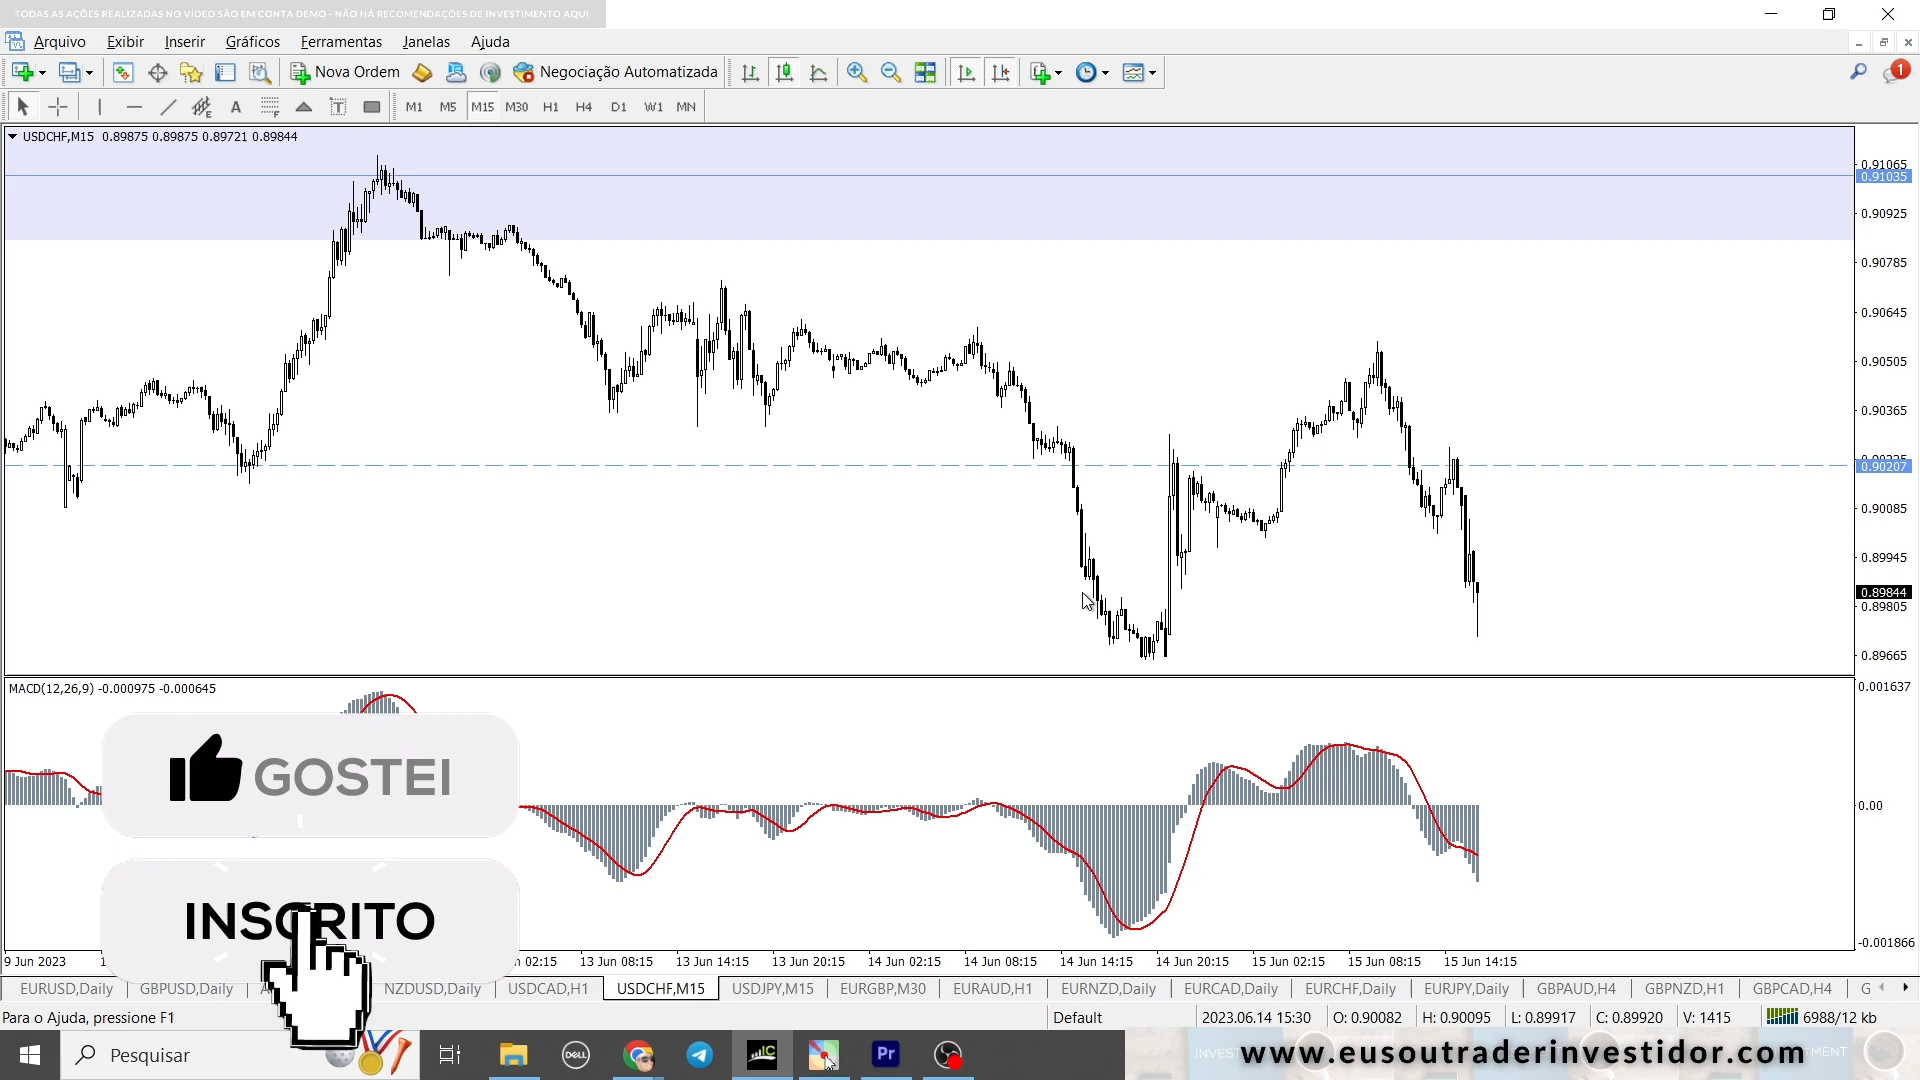 TODAS AS AÇÕES REALIZADAS NO VÍDEO SÃO EM CONTA DEMO - NÃO HÁ RECOMENDAÇÕES DE INVESTIMENTO AQUI
Arquivo Exibir Inserir Gráficos Ferramentas Janelas Ajuda
Nova Ordem Negociação Automatizada 1
A T M1 M5 M15 M30 H1 H4 D1 W1 MN
USDCHF,M15 0.89875 0.89875 0.89721 0.89844
0.91065
0.91035
0.90925
0.90785
0.90645
0.90505
0.90365
0.90207
0.90085
0.89945
0.89844
0.89805
0.89665
MACD(12,26,9) -0.000975 -0.000645
0.001637
0.00
-0.001866
GOSTEI
INSCRITO
9 Jun 2023 02:15 13 Jun 08:15 13 Jun 14:15 13 Jun 20:15 14 Jun 02:15 14 Jun 08:15 14 Jun 14:15 14 Jun 20:15 15 Jun 02:15 15 Jun 08:15 15 Jun 14:15
EURUSD,Daily GBPUSD,Daily NZDUSD,Daily USDCAD,H1 USDCHF,M15 USDJPY,M15 EURGBP,M30 EURAUD,H1 EURNZD,Daily EURCAD,Daily EURCHF,Daily EURJPY,Daily GBPAUD,H4 GBPNZD,H1 GBPCAD,H4 G
Para o Ajuda, pressione F1 Default 2023.06.14 15:30 O: 0.90082 H: 0.90095 L: 0.89917 C: 0.89920 V: 1415 6988/12 kb
Pesquisar DELL IC Pr www.eusoutraderinvestidor.com